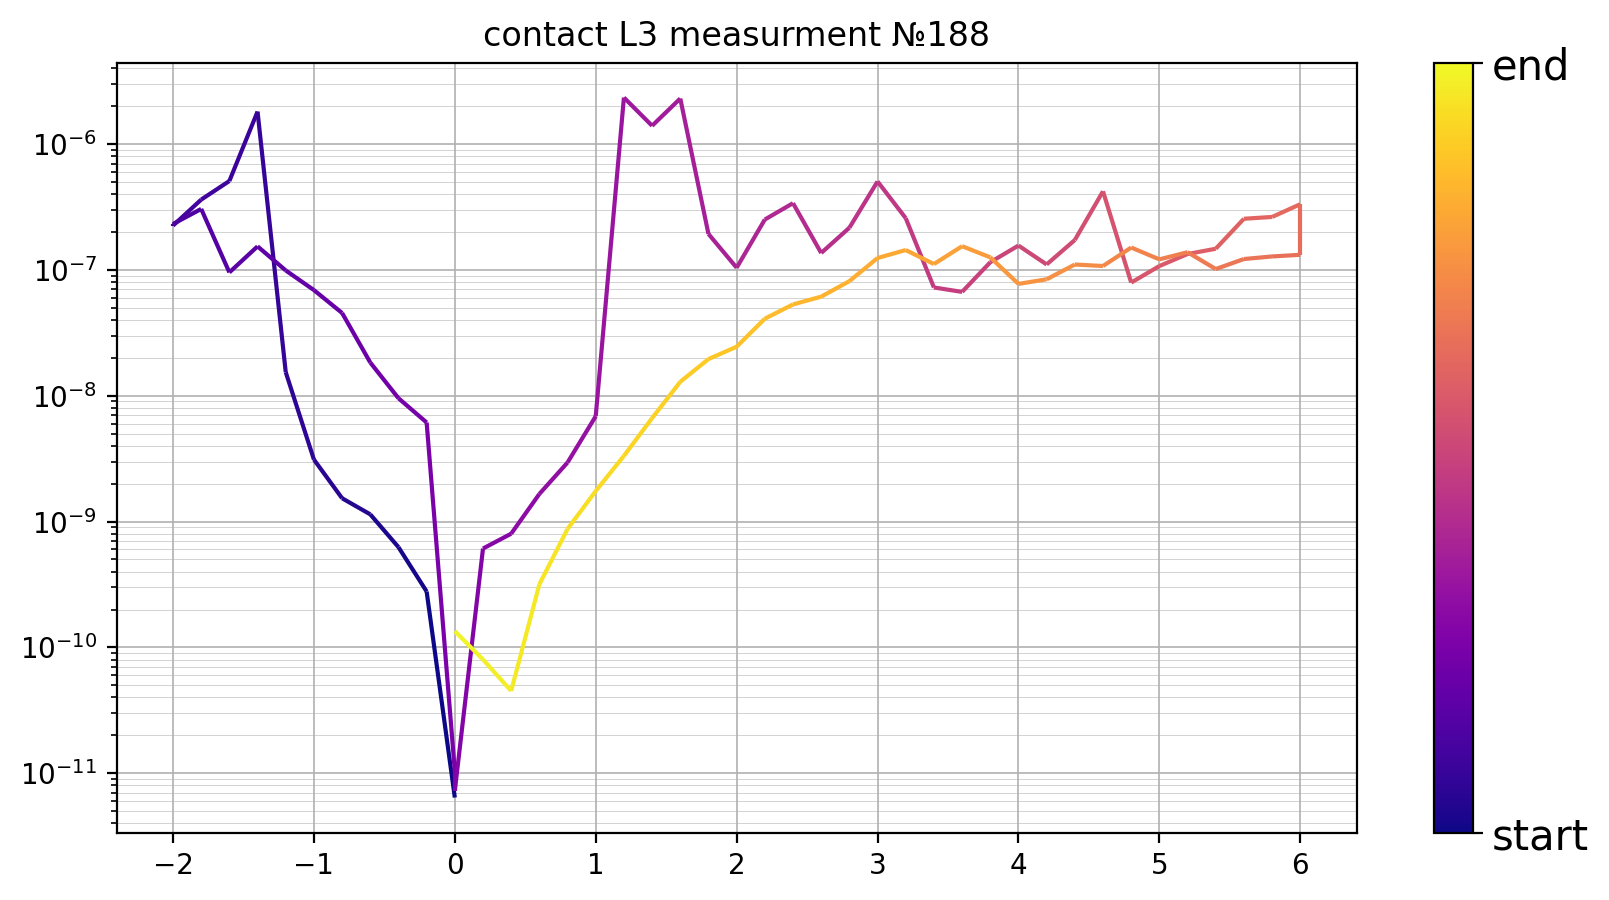 contact L3 measurment №188
10⁻⁶
10⁻⁷
10⁻⁸
10⁻⁹
10⁻¹⁰
10⁻¹¹
−2 −1 0 1 2 3 4 5 6
end
start